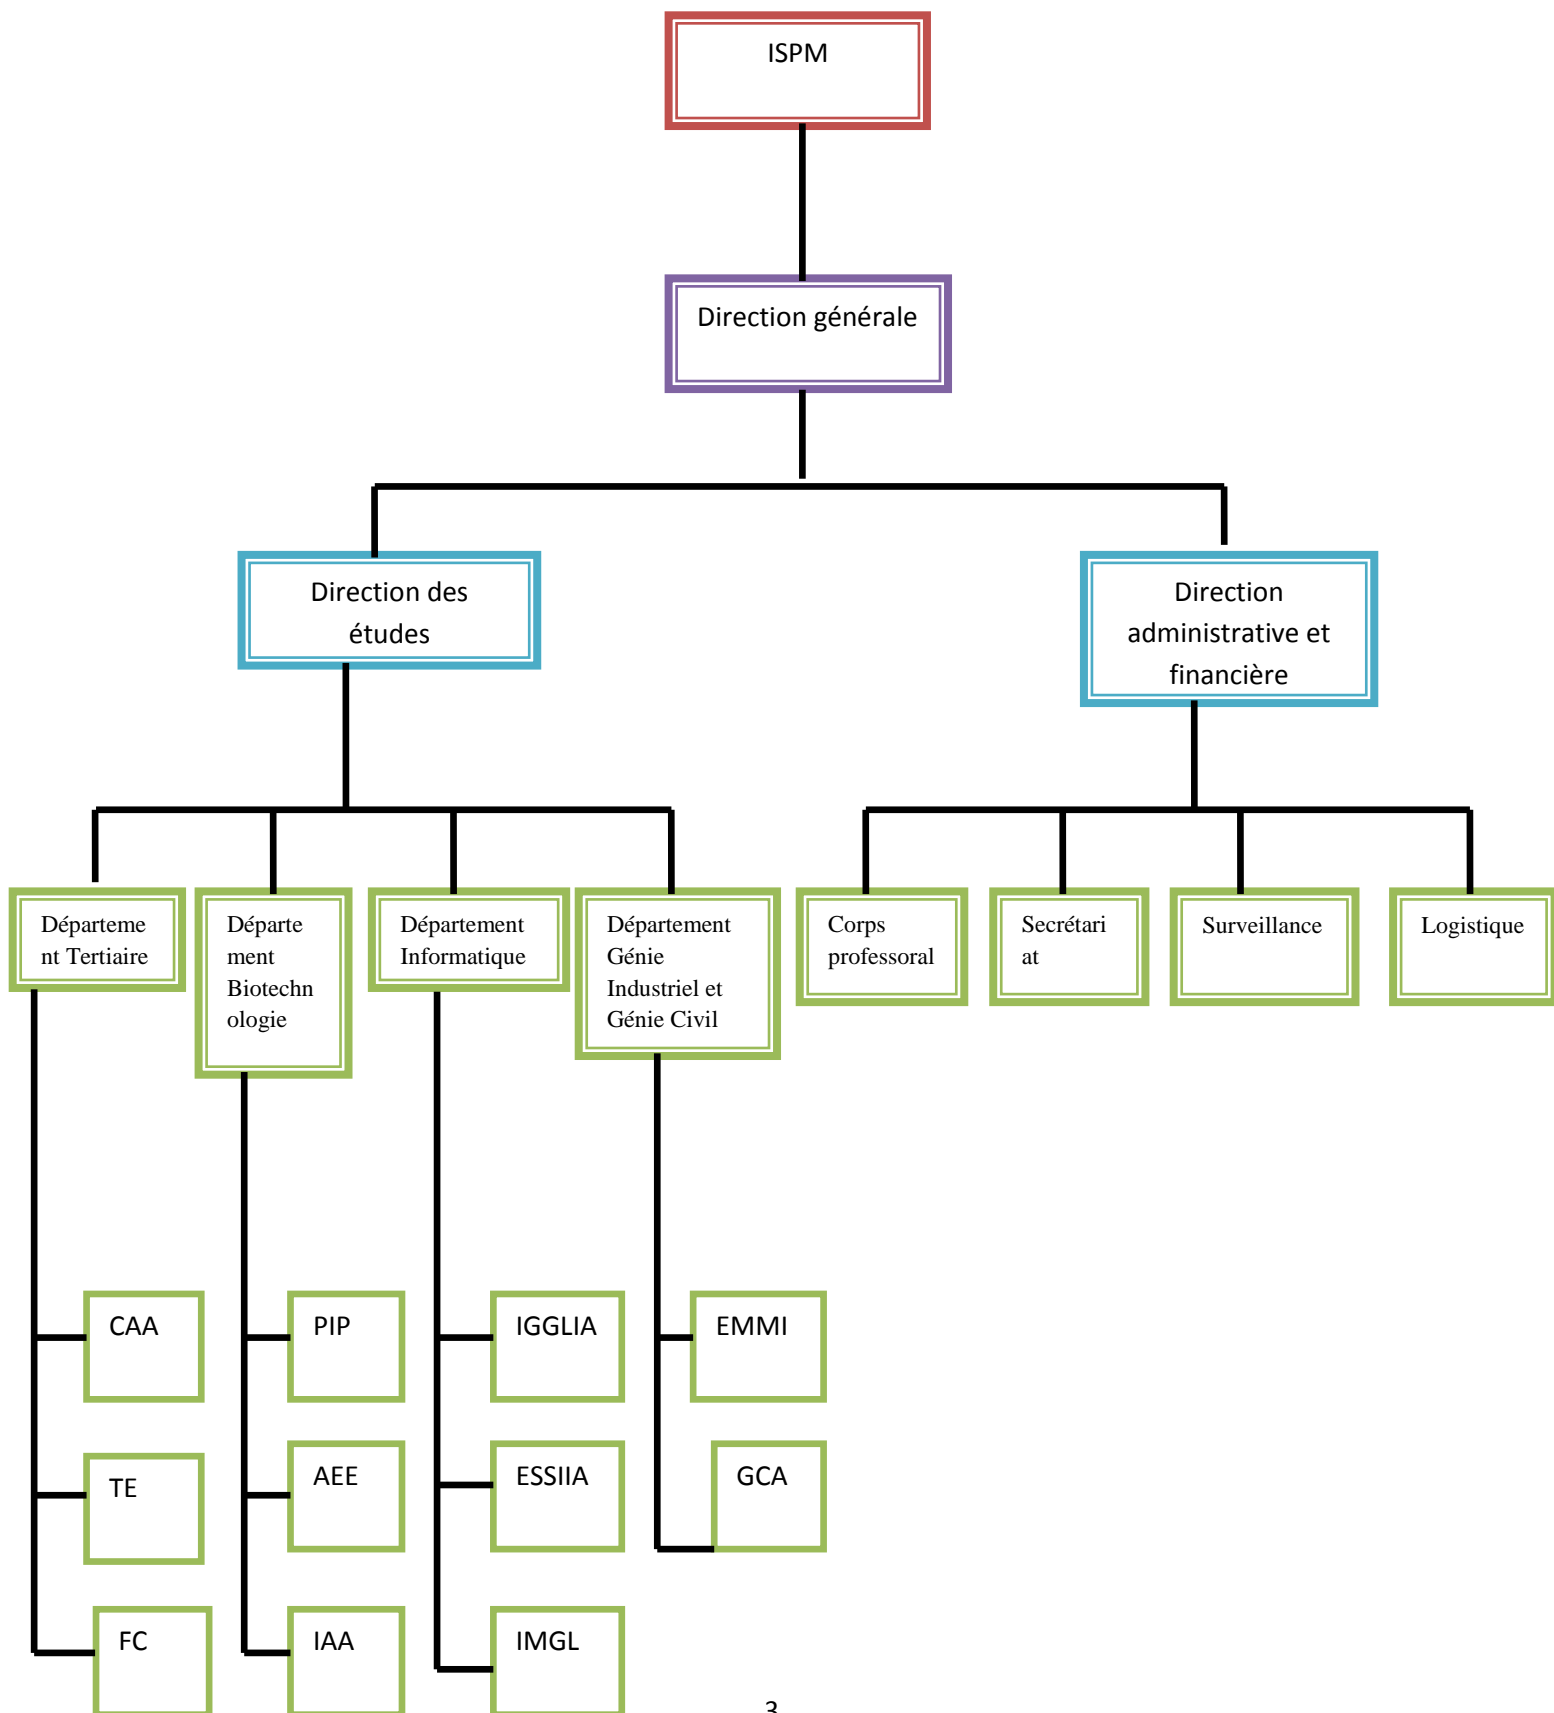 ISPM
Direction générale
Direction des
études
Direction
administrative et
financière
Départeme
nt Tertiaire
Départe
ment
Biotechn
ologie
Département
Informatique
Département
Génie
Industriel et
Génie Civil
Corps
professoral
Secrétari
at
Surveillance
Logistique
CAA
PIP
IGGLIA
EMMI
TE
AEE
ESSIIA
GCA
FC
IAA
IMGL
3